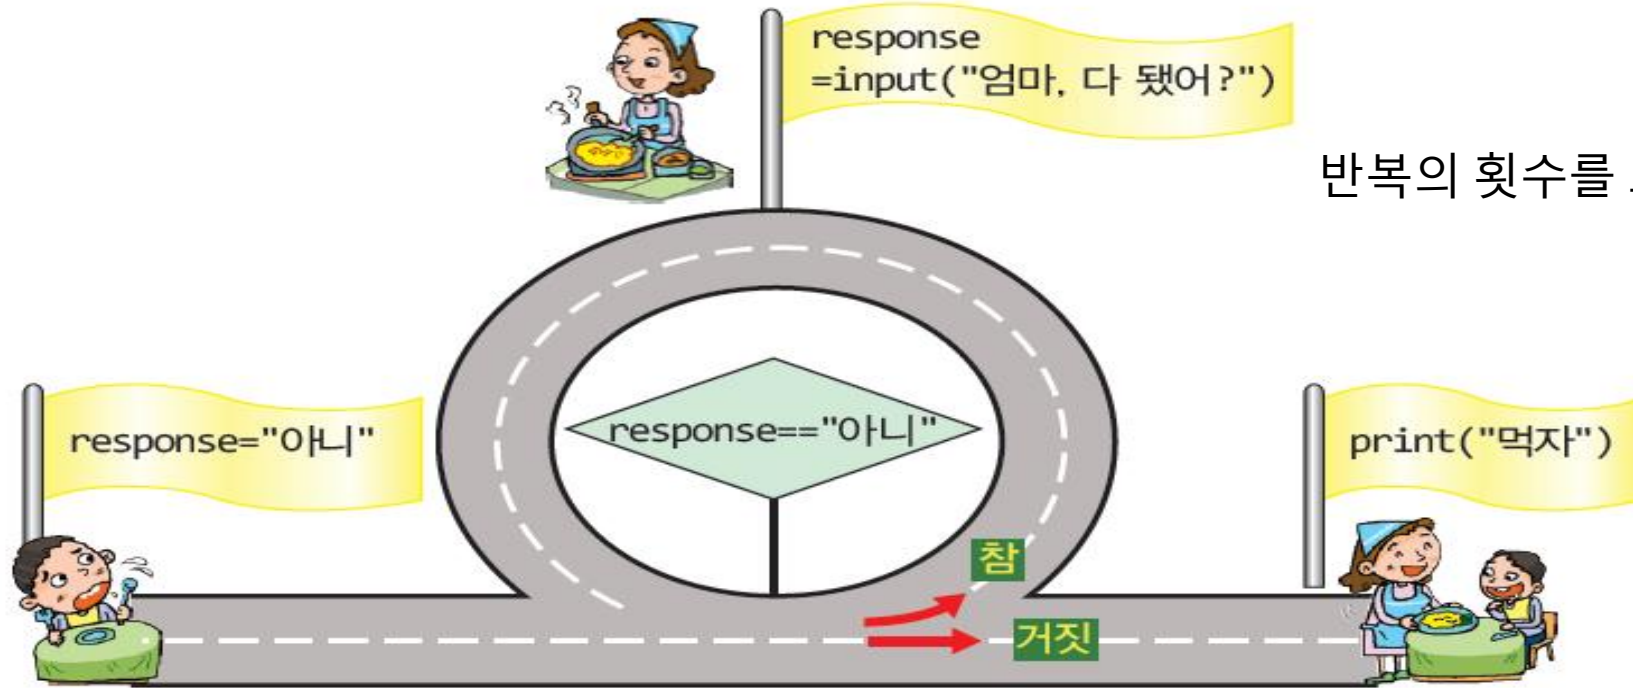 response
=input("엄마, 다 됐어?")
반복의 횟수를
response="아니"
response=="아니"
print("먹자")
참
거짓